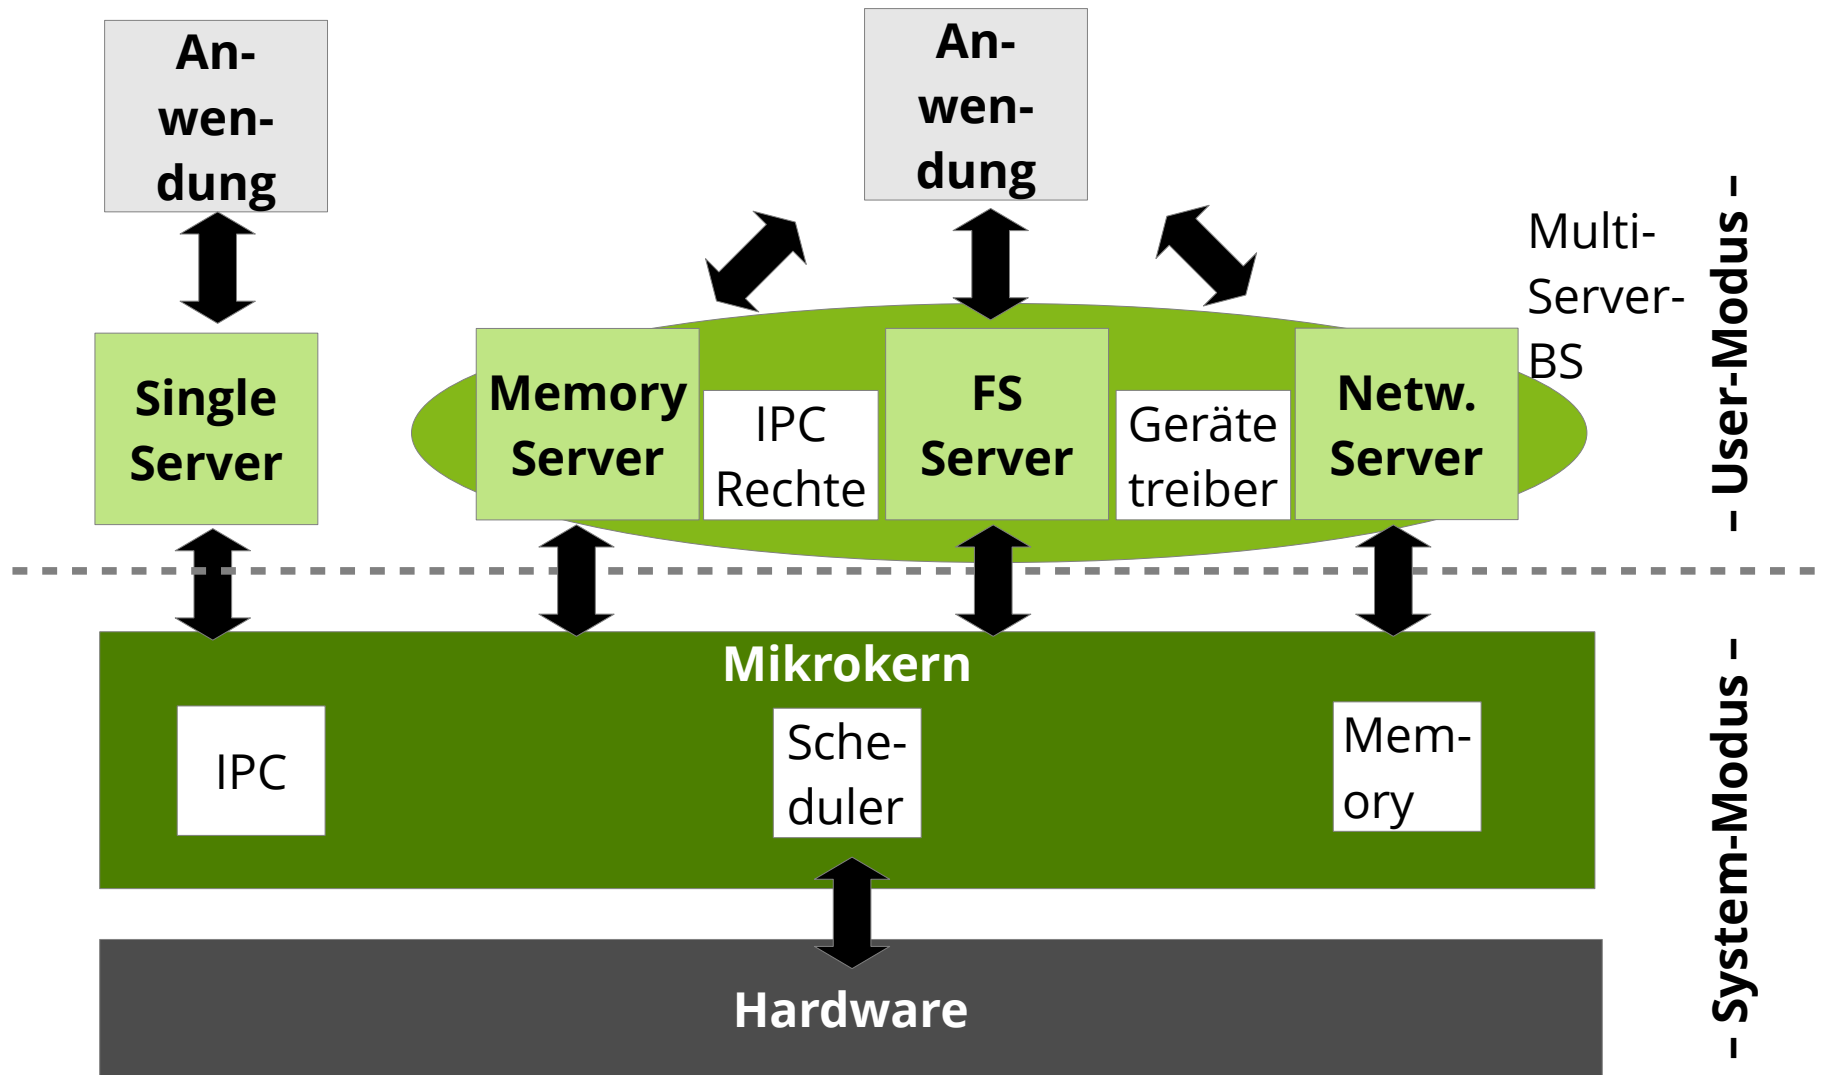 An-
wen-
dung
An-
wen-
dung
Multi-
Server-
BS
– User-Modus –
Single
Server
Memory
Server
IPC
Rechte
FS
Server
Geräte
treiber
Netw.
Server
Mikrokern
IPC
Sche-
duler
Mem-
ory
– System-Modus –
Hardware